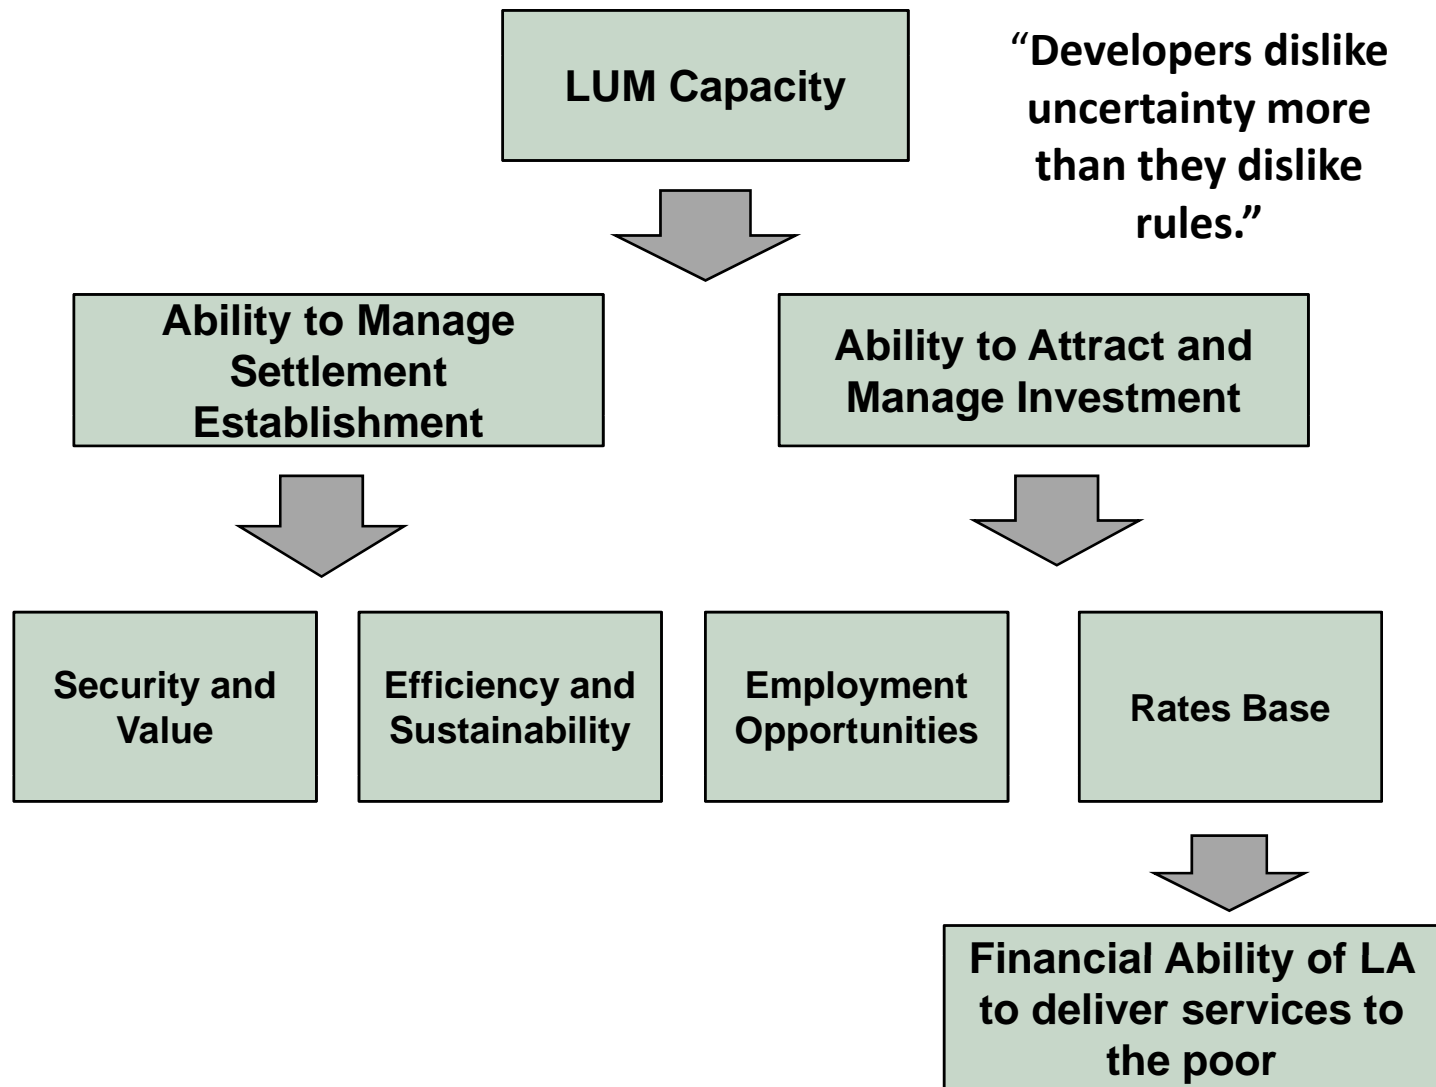 LUM Capacity
“Developers dislike
uncertainty more
than they dislike
rules.”
Ability to Manage
Settlement
Establishment
Ability to Attract and
Manage Investment
Security and
Value
Efficiency and
Sustainability
Employment
Opportunities
Rates Base
Financial Ability of LA
to deliver services to
the poor